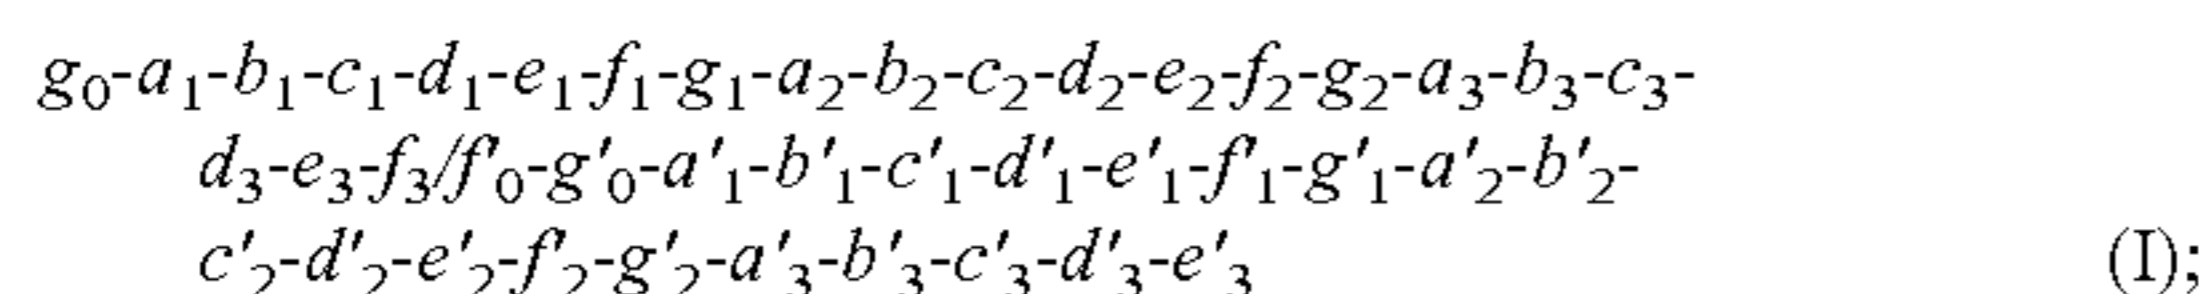 g₀-a₁-b₁-c₁-d₁-e₁-f₁-g₁-a₂-b₂-c₂-d₂-e₂-f₂-g₂-a₃-b₃-c₃-
d₃-e₃-f₃/f'₀-g'₀-a'₁-b'₁-c'₁-d'₁-e'₁-f'₁-g'₁-a'₂-b'₂-
c'₂-d'₂-e'₂-f'₂-g'₂-a'₃-b'₃-c'₃-d'₃-e'₃ (I);